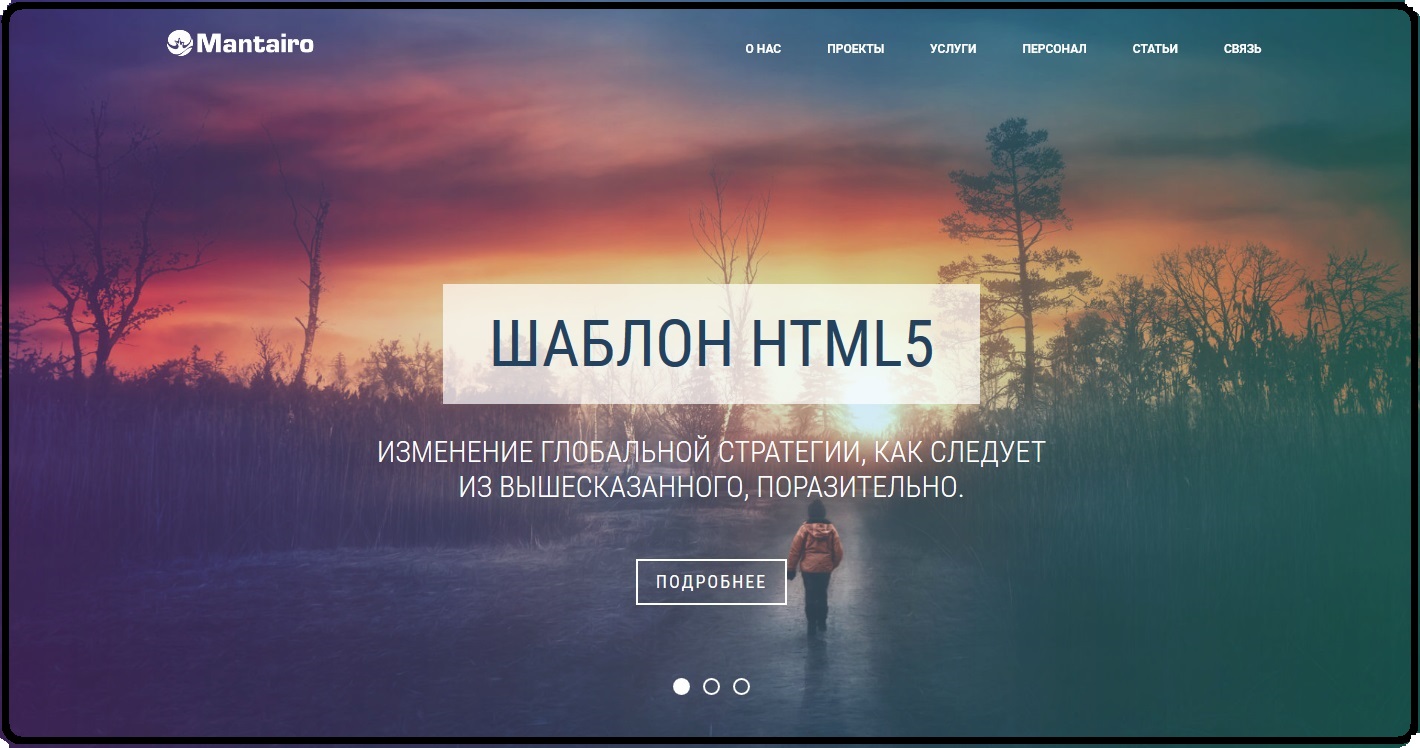 Mantairo
О НАС ПРОЕКТЫ УСЛУГИ ПЕРСОНАЛ СТАТЬИ СВЯЗЬ
ШАБЛОН HTML5
ИЗМЕНЕНИЕ ГЛОБАЛЬНОЙ СТРАТЕГИИ, КАК СЛЕДУЕТ
ИЗ ВЫШЕСКАЗАННОГО, ПОРАЗИТЕЛЬНО.
ПОДРОБНЕЕ